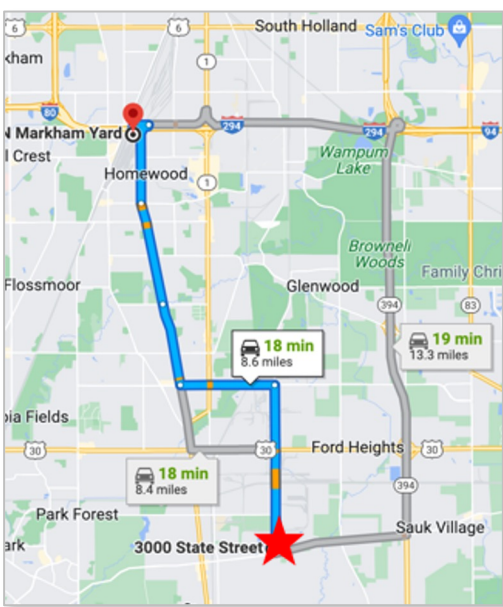 6
6
South Holland
Sam's Club
kham
1
80
N Markham Yard
294
294
94
l Crest
Wampum
Lake
Homewood
1
Brownell
Woods
Flossmoor
Glenwood
Family Chri
394
83
18 min
8.6 miles
19 min
13.3 miles
ia Fields
30
30
Ford Heights
30
18 min
8.4 miles
394
Park Forest
Sauk Village
ark
3000 State Street